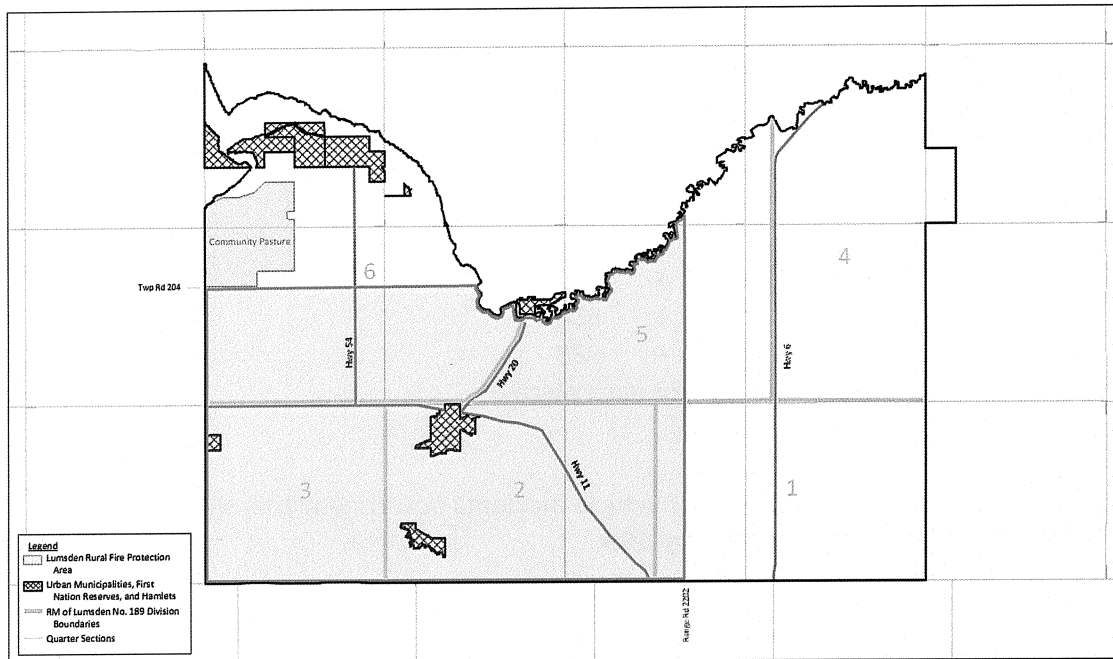 Community Pasture
4
6
Twp Rd 204
5
Hwy 54
Hwy 20
Hwy 6
Hwy 11
3
2
1
Legend
Lumsden Rural Fire Protection
Area
Urban Municipalities, First
Nation Reserves, and Hamlets
RM of Lumsden No. 189 Division
Boundaries
Quarter Sections
Range Rd 2202